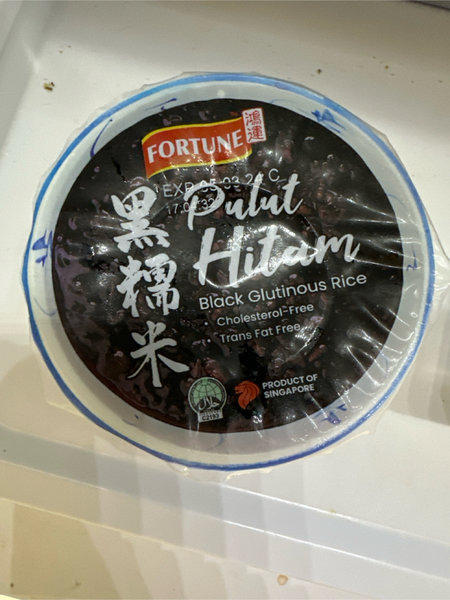 FORTUNE
鴻運
Pulut
Hitam
黑糯米
Black Glutinous Rice
Cholesterol-Free
Trans Fat Free
PRODUCT OF
SINGAPORE